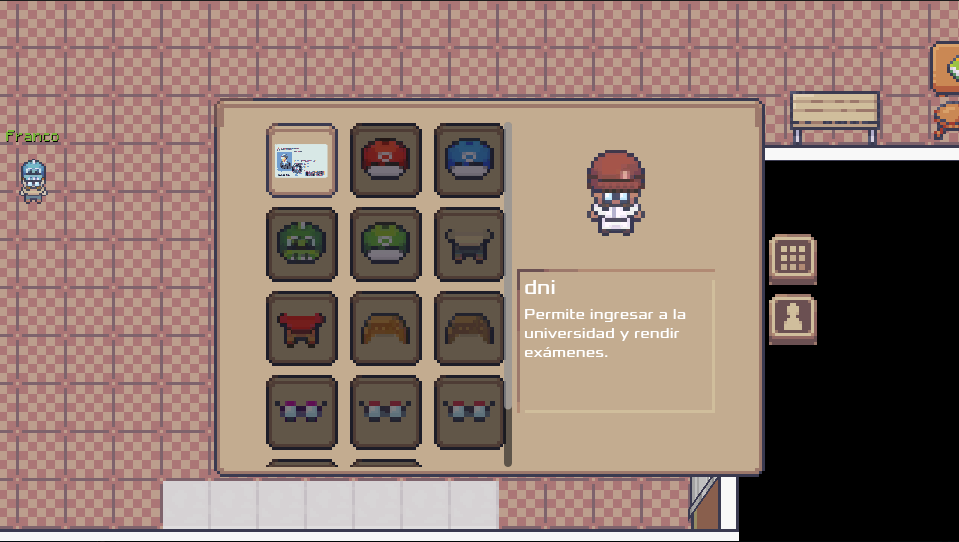 Franco
dni
Permite ingresar a la
universidad y rendir
exámenes.